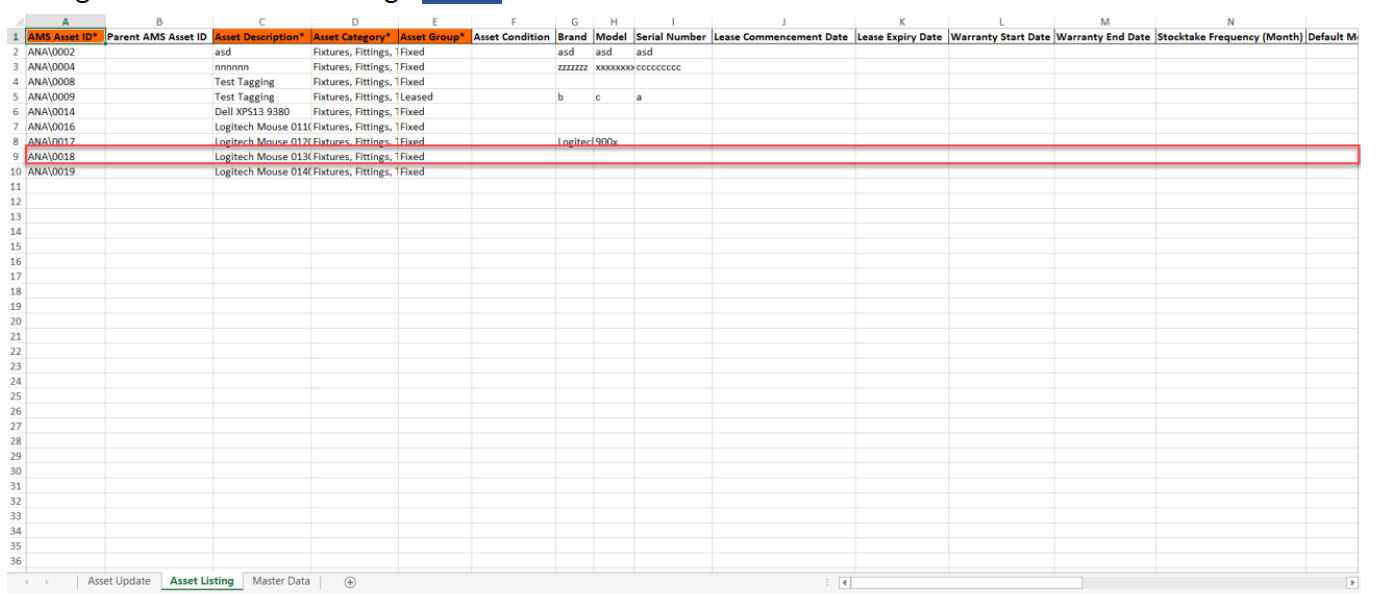 A B C D E F G H I J K L M N
1 AMS Asset ID* Parent AMS Asset ID Asset Description* Asset Category* Asset Group* Asset Condition Brand Model Serial Number Lease Commencement Date Lease Expiry Date Warranty Start Date Warranty End Date Stocktake Frequency (Month) Default M
2 ANA\0002 asd Fixtures, Fittings, Fixed asd asd asd
3 ANA\0004 nnnnnn Fixtures, Fittings, Fixed zzzzzzz xxxxxxx ccccccccc
4 ANA\0008 Test Tagging Fixtures, Fittings, Fixed
5 ANA\0009 Test Tagging Fixtures, Fittings, Leased b c a
6 ANA\0014 Dell XPS13 9380 Fixtures, Fittings, Fixed
7 ANA\0016 Logitech Mouse 011 Fixtures, Fittings, Fixed
8 ANA\0017 Logitech Mouse 012 Fixtures, Fittings, Fixed Logitec 900x
9 ANA\0018 Logitech Mouse 013 Fixtures, Fittings, Fixed
10 ANA\0019 Logitech Mouse 014 Fixtures, Fittings, Fixed
11
12
13
14
15
16
17
18
19
20
21
22
23
24
25
26
27
28
29
30
31
32
33
34
35
36
Asset Update Asset Listing Master Data